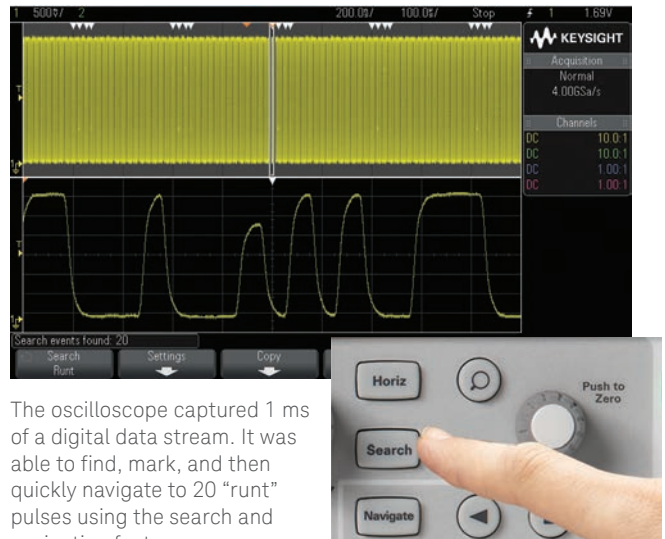 1 500▽/ 2 200.0s/ 100.0s/ Stop 1 1.69V
KEYSIGHT
Acquisition
Normal
4.00GSa/s
Channels
DC 10.0:1
DC 10.0:1
DC 1.00:1
DC 1.00:1
T
T
Search events found: 20
Search Settings Copy
Runt
The oscilloscope captured 1 ms
of a digital data stream. It was
able to find, mark, and then
quickly navigate to 20 “runt”
pulses using the search and
Horiz
Push to
Zero
Search
Navigate